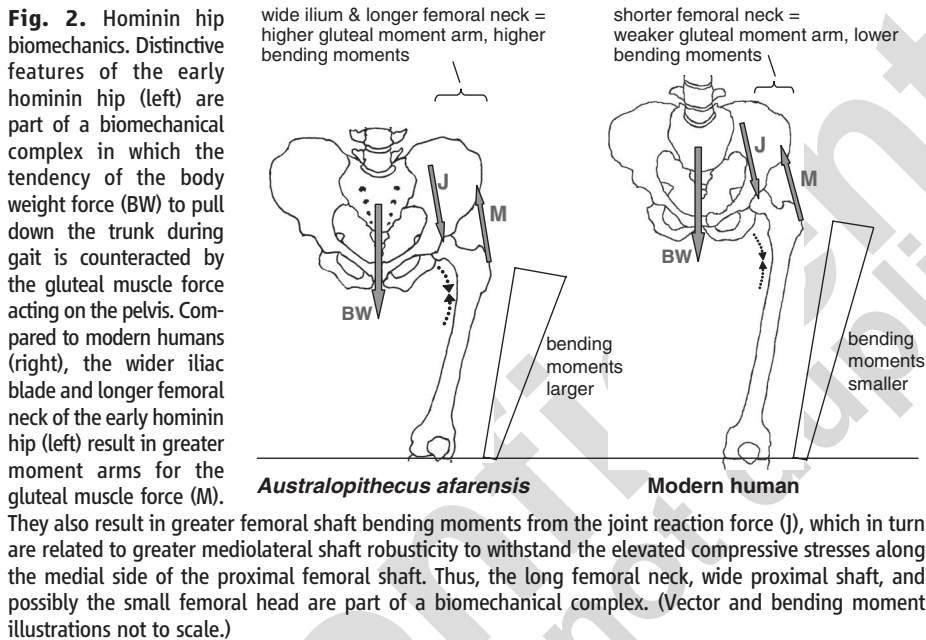 Fig. 2. Hominin hip
biomechanics. Distinctive
features of the early
hominin hip (left) are
part of a biomechanical
complex in which the
tendency of the body
weight force (BW) to pull
down the trunk during
gait is counteracted by
the gluteal muscle force
acting on the pelvis. Com-
pared to modern humans
(right), the wider iliac
blade and longer femoral
neck of the early hominin
hip (left) result in greater
moment arms for the
gluteal muscle force (M).
wide ilium & longer femoral neck =
higher gluteal moment arm, higher
bending moments
J
M
BW
bending
moments
larger
Australopithecus afarensis
shorter femoral neck =
weaker gluteal moment arm, lower
bending moments
J
M
BW
bending
moments
smaller
Modern human
They also result in greater femoral shaft bending moments from the joint reaction force (J), which in turn
are related to greater mediolateral shaft robusticity to withstand the elevated compressive stresses along
the medial side of the proximal femoral shaft. Thus, the long femoral neck, wide proximal shaft, and
possibly the small femoral head are part of a biomechanical complex. (Vector and bending moment
illustrations not to scale.)